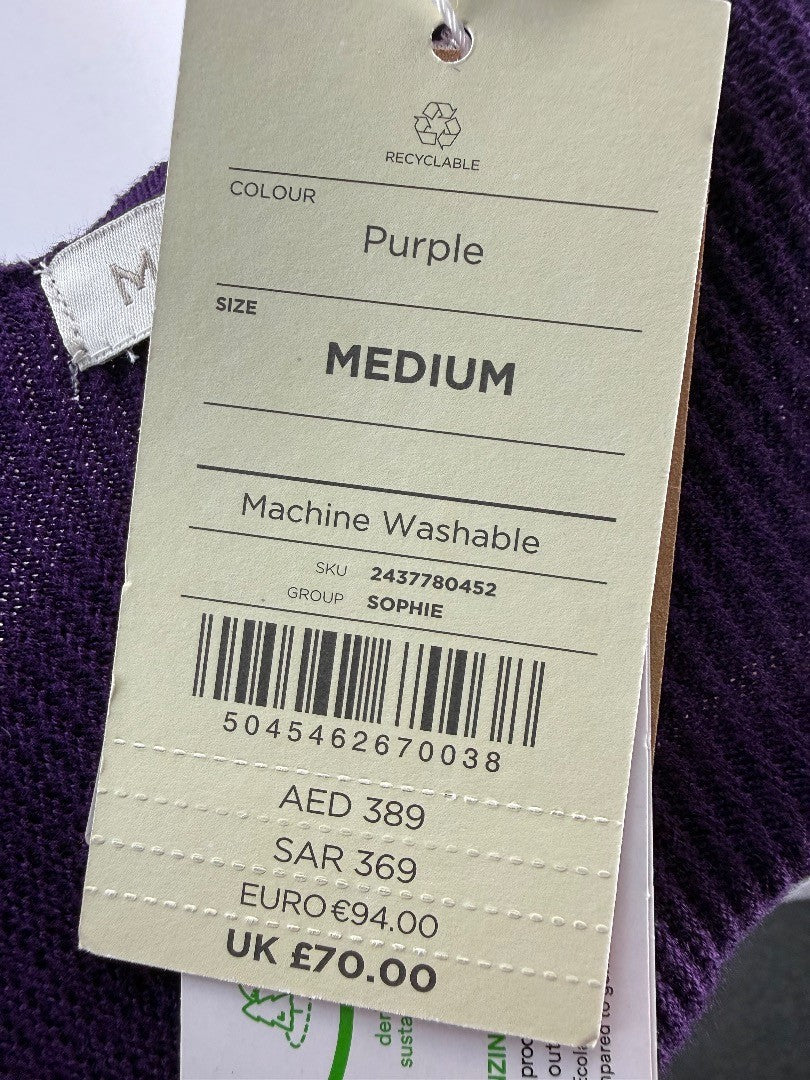 RECYCLABLE
COLOUR
Purple
M
SIZE
MEDIUM
Machine Washable
SKU 2437780452
GROUP SOPHIE
5045462670038
AED 389
SAR 369
EURO €94.00
UK £70.00